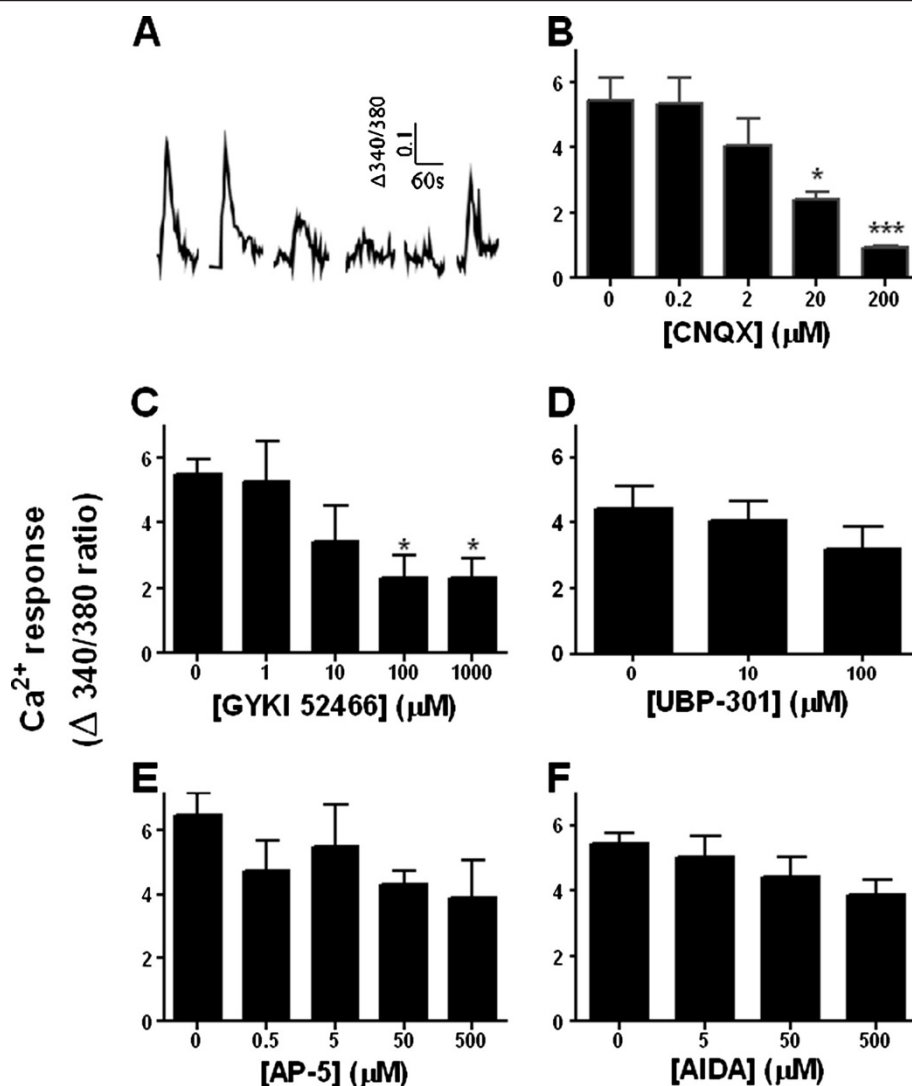 A
Δ340/380
0.1
60s
B
6
4
2
0
* ***
0 0.2 2 20 200
[CNQX] (μM)
C
6
4
2
0
* *
0 1 10 100 1000
[GYKI 52466] (μM)
D
6
4
2
0
0 10 100
[UBP-301] (μM)
Ca²⁺ response
(Δ 340/380 ratio)
E
6
4
2
0
0 0.5 5 50 500
[AP-5] (μM)
F
6
4
2
0
0 5 50 500
[AIDA] (μM)